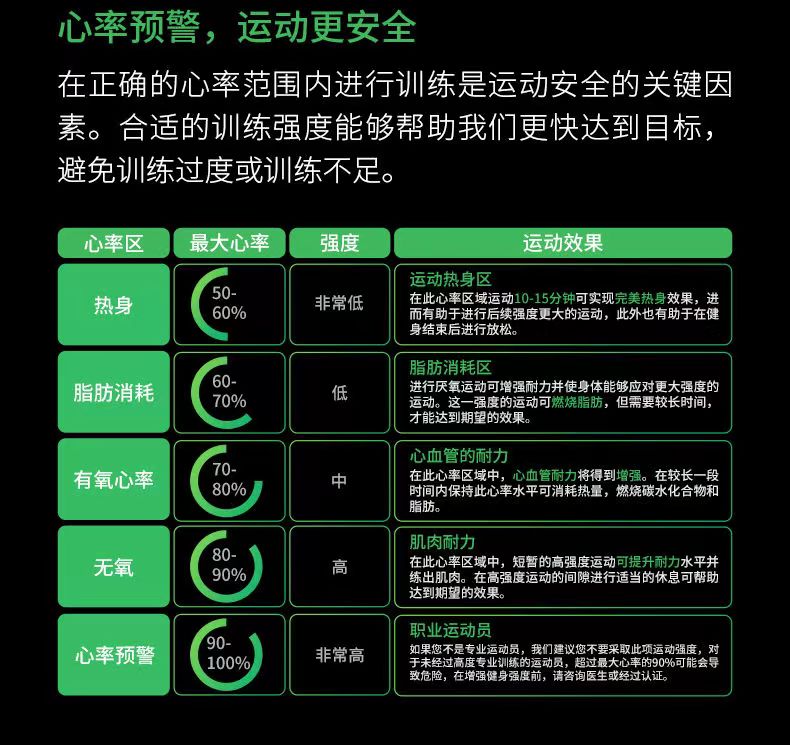 心率预警，运动更安全
在正确的心率范围内进行训练是运动安全的关键因
素。合适的训练强度能够帮助我们更快达到目标，
避免训练过度或训练不足。
心率区 最大心率 强度 运动效果
热身
50-
60%
非常低
运动热身区
在此心率区域运动10-15分钟可实现完美热身效果，进
而有助于进行后续强度更大的运动，此外也有助于在健
身结束后进行放松。
脂肪消耗
60-
70%
低
脂肪消耗区
进行厌氧运动可增强耐力并使身体能够应对更大强度的
运动。这一强度的运动可燃烧脂肪，但需要较长时间，
才能达到期望的效果。
有氧心率
70-
80%
中
心血管的耐力
在此心率区域中，心血管耐力将得到增强。在较长一段
时间内保持此心率水平可消耗热量，燃烧碳水化合物和
脂肪。
无氧
80-
90%
高
肌肉耐力
在此心率区域中，短暂的高强度运动可提升耐力水平并
练出肌肉。在高强度运动的间隙进行适当的休息可帮助
达到期望的效果。
心率预警
90-
100%
非常高
职业运动员
如果您不是专业运动员，我们建议您不要采取此项运动强度，对
于未经过高度专业训练的运动员，超过最大心率的90%可能会导
致危险，在增强健身强度前，请咨询医生或经过认证。